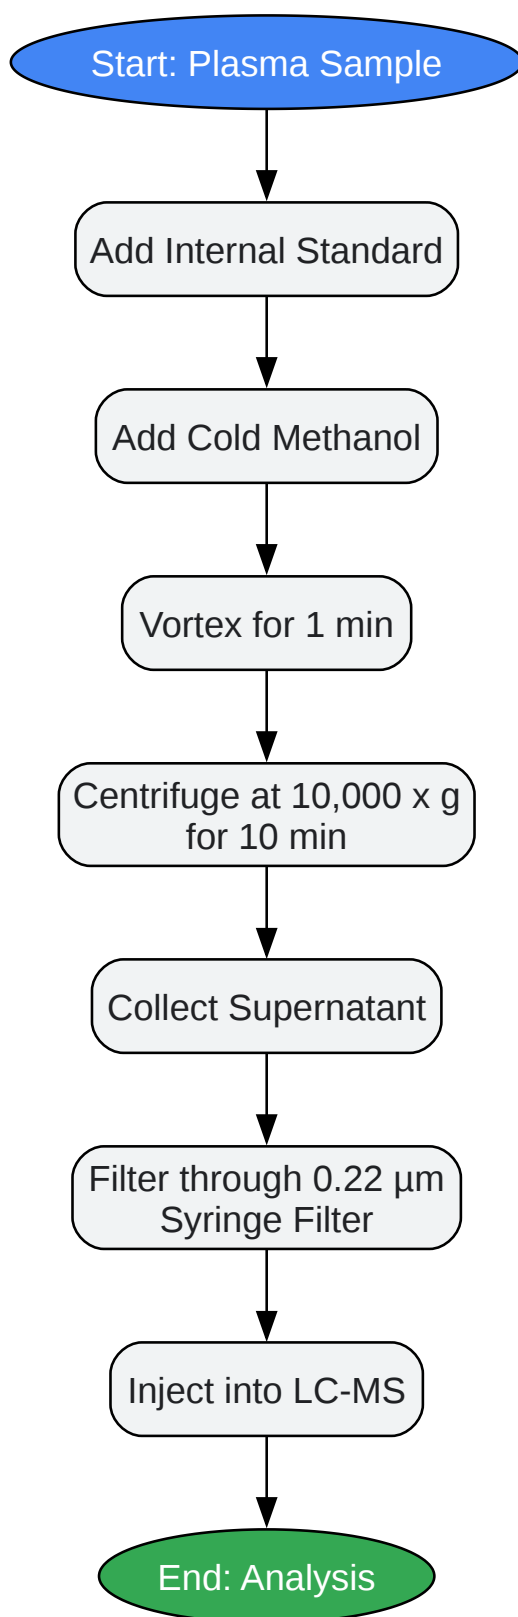 Start: Plasma Sample
Add Internal Standard
Add Cold Methanol
Vortex for 1 min
Centrifuge at 10,000 x g
for 10 min
Collect Supernatant
Filter through 0.22 µm
Syringe Filter
Inject into LC-MS
End: Analysis